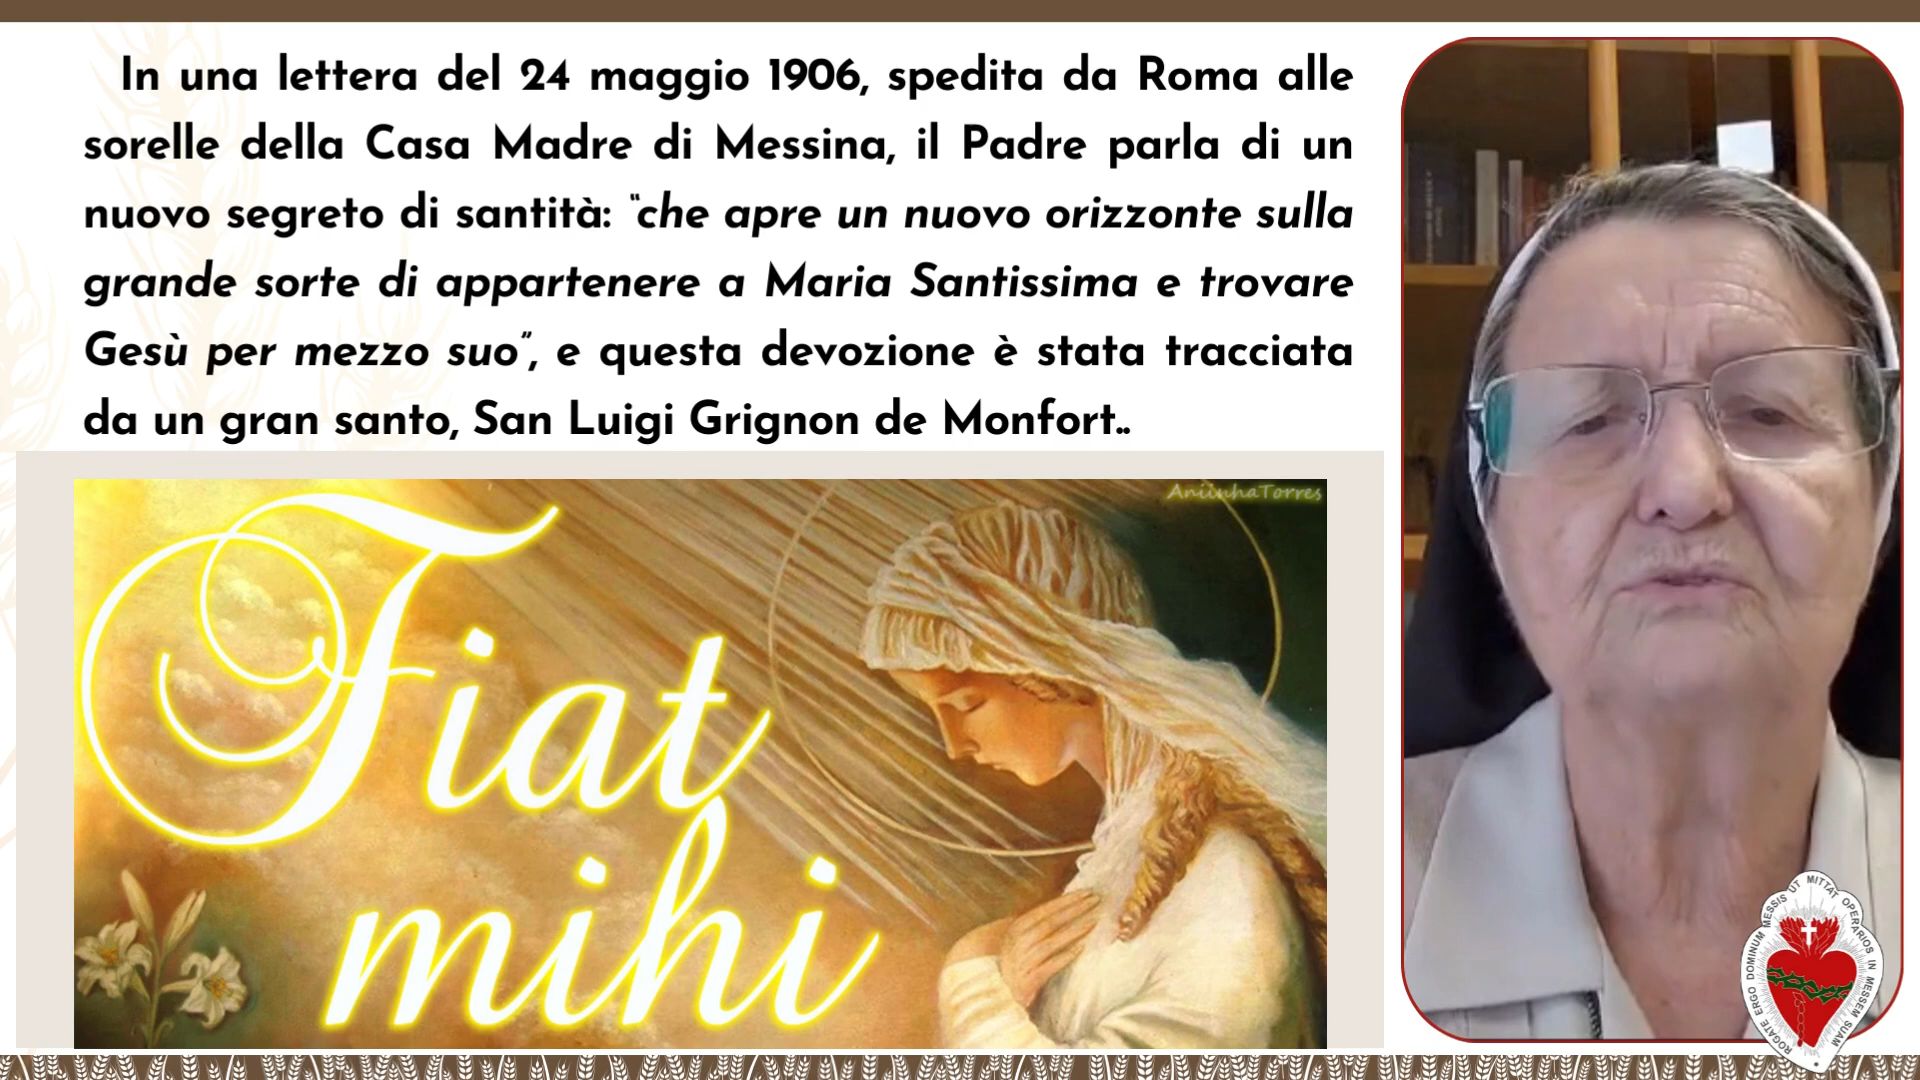 In una lettera del 24 maggio 1906, spedita da Roma alle
sorelle della Casa Madre di Messina, il Padre parla di un
nuovo segreto di santità: “che apre un nuovo orizzonte sulla
grande sorte di appartenere a Maria Santissima e trovare
Gesù per mezzo suo”, e questa devozione è stata tracciata
da un gran santo, San Luigi Grignon de Monfort..
AniinhaTorres
Fiat
mihi
ROGATE ERGO DOMINUM MESSIS UT MITTAT OPERARIOS IN MESSEM SUAM